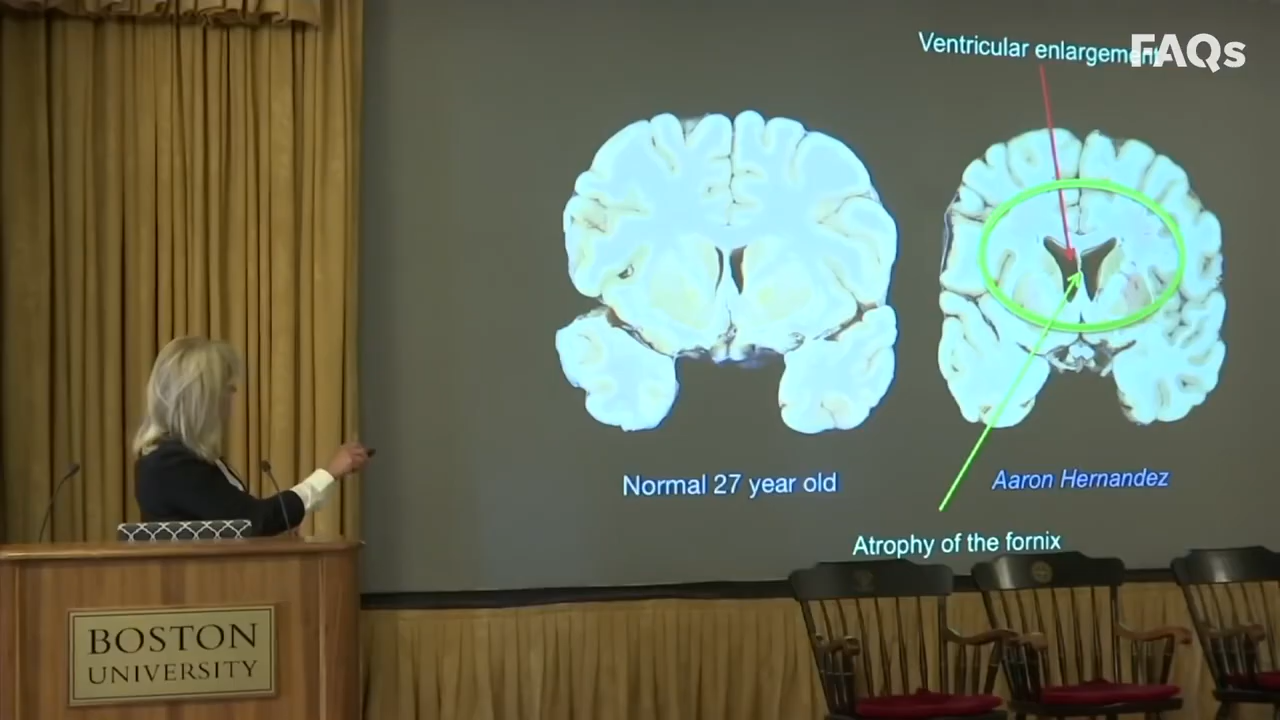 Ventricular enlargement
FAQs
Normal 27 year old
Aaron Hernandez
Atrophy of the fornix
BOSTON
UNIVERSITY